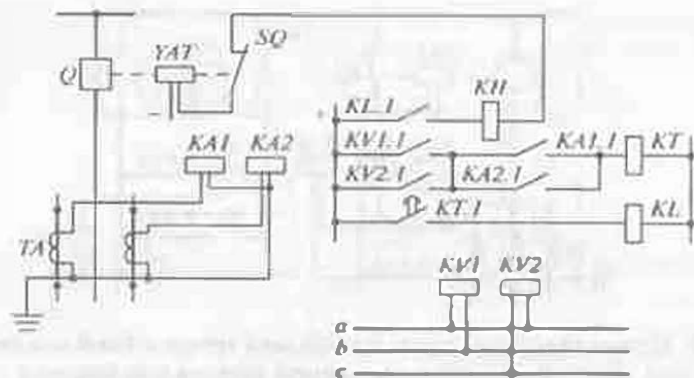 YAT
SQ
Q
KL.1
KH
KA1
KA2
KV1.1
KA1.1
KT
KV2.1
KA2.1
KT.1
KL
TA
KV1
KV2
a
b
c